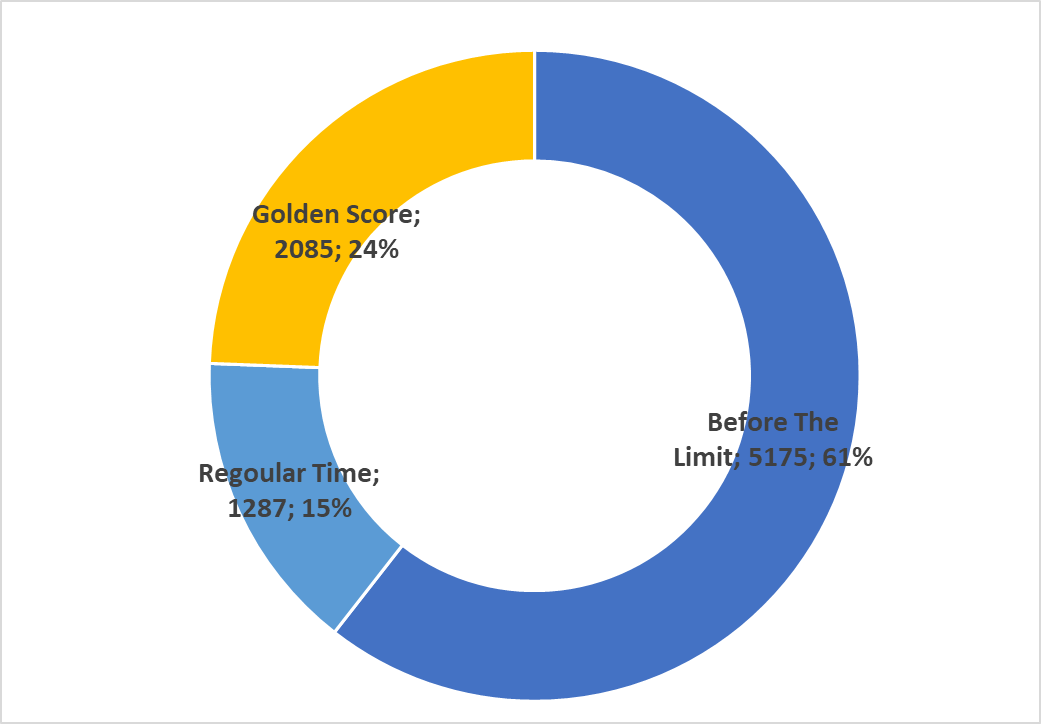 Golden Score;
2085; 24%
Before The
Limit; 5175; 61%
Regoular Time;
1287; 15%